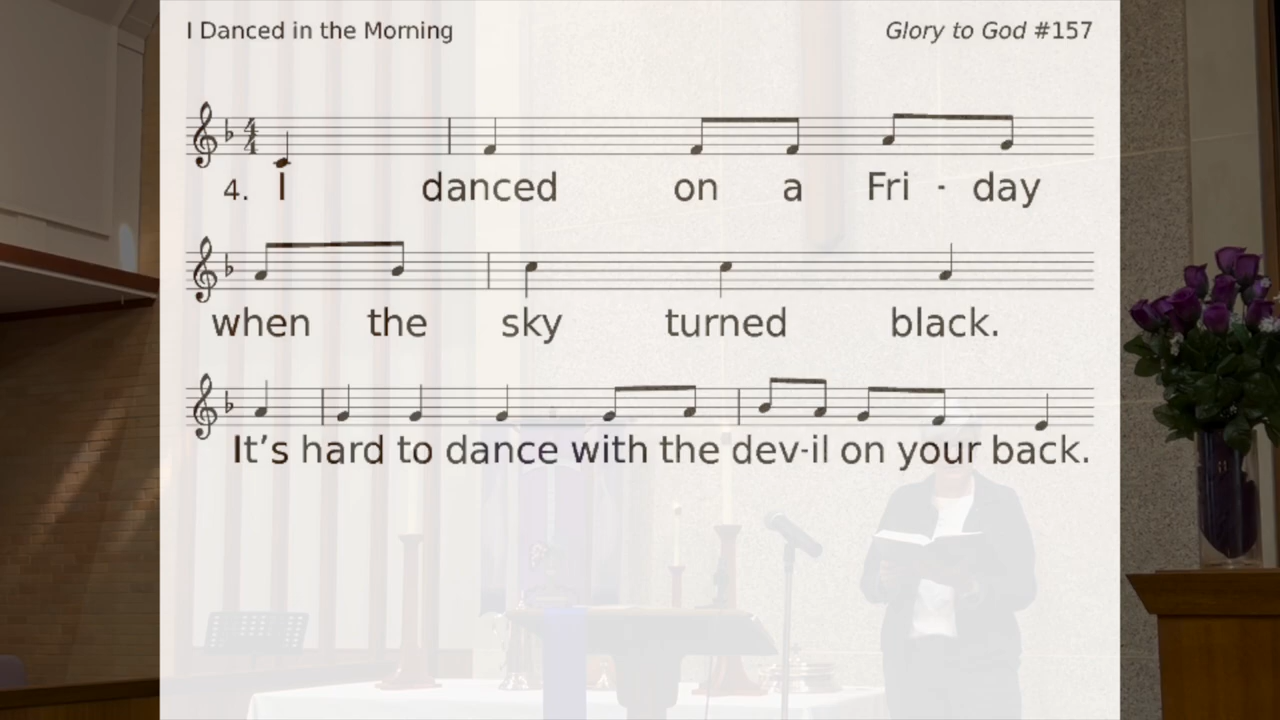 I Danced in the Morning
Glory to God #157
4. I danced on a Fri - day
when the sky turned black.
It’s hard to dance with the dev-il on your back.